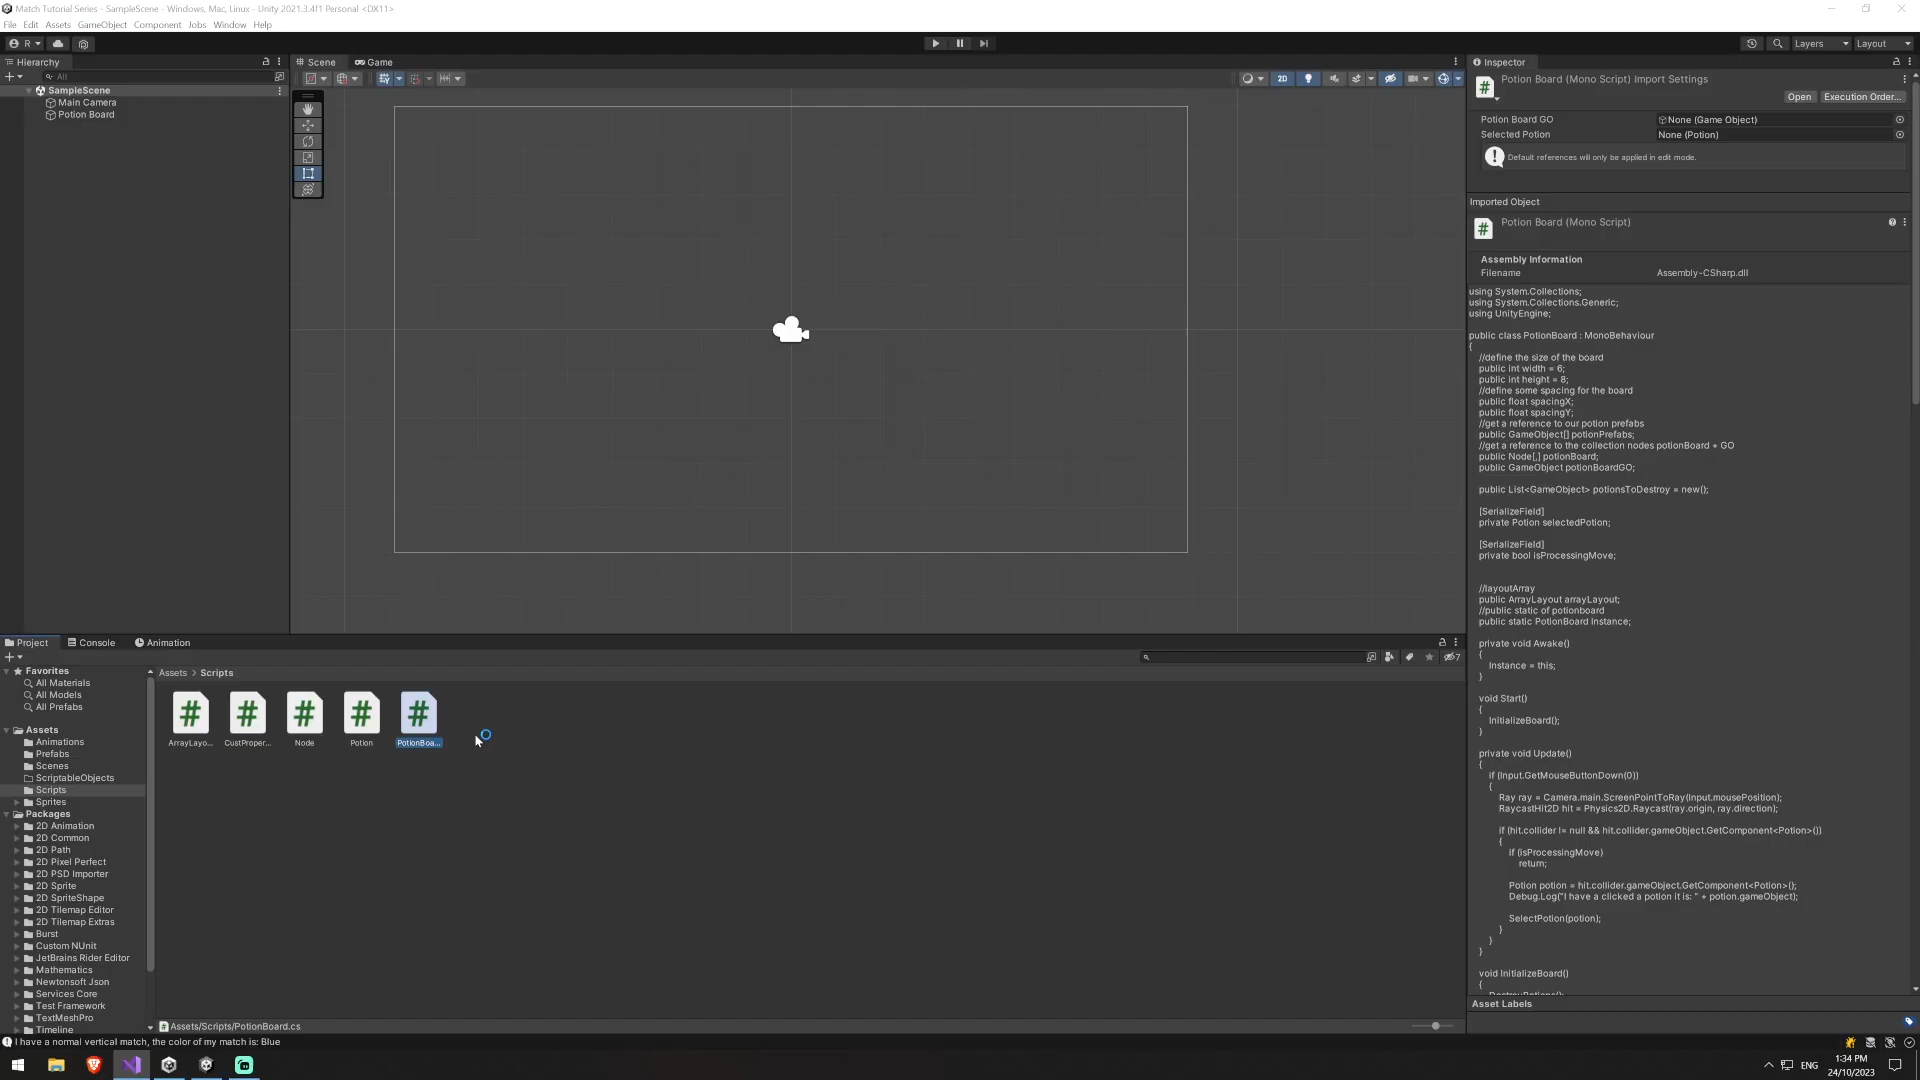 Match Tutorial Series - SampleScene - Windows, Mac, Linux - Unity 2021.3.4f1 Personal <DX11>
File Edit Assets GameObject Component Jobs Window Help
R
Layers
Layout
Hierarchy
All
SampleScene
Main Camera
Potion Board
Scene
Game
2D
Inspector
Potion Board (Mono Script) Import Settings
Open
Execution Order...
Potion Board GO
None (Game Object)
Selected Potion
None (Potion)
Default references will only be applied in edit mode.
Imported Object
Potion Board (Mono Script)
Assembly Information
Filename
Assembly-CSharp.dll
using System.Collections;
using System.Collections.Generic;
using UnityEngine;
public class PotionBoard : MonoBehaviour
{
//define the size of the board
public int width = 6;
public int height = 8;
//define some spacing for the board
public float spacingX;
public float spacingY;
//get a reference to our potion prefabs
public GameObject[] potionPrefabs;
//get a reference to the collection nodes potionBoard + GO
public Node[,] potionBoard;
public GameObject potionBoardGO;
public List<GameObject> potionsToDestroy = new();
[SerializeField]
private Potion selectedPotion;
[SerializeField]
private bool isProcessingMove;
//layoutArray
public ArrayLayout arrayLayout;
//public static of potionboard
public static PotionBoard Instance;
private void Awake()
{
Instance = this;
}
void Start()
{
InitializeBoard();
}
private void Update()
{
if (Input.GetMouseButtonDown(0))
{
Ray ray = Camera.main.ScreenPointToRay(Input.mousePosition);
RaycastHit2D hit = Physics2D.Raycast(ray.origin, ray.direction);
if (hit.collider != null && hit.collider.gameObject.GetComponent<Potion>())
{
if (isProcessingMove)
return;
Potion potion = hit.collider.gameObject.GetComponent<Potion>();
Debug.Log("I have a clicked a potion it is: " + potion.gameObject);
SelectPotion(potion);
}
}
}
void InitializeBoard()
{
DestroyPotions();
Asset Labels
Project
Console
Animation
7
Favorites
All Materials
All Models
All Prefabs
Assets
Animations
Prefabs
Scenes
ScriptableObjects
Scripts
Sprites
Packages
2D Animation
2D Common
2D Path
2D Pixel Perfect
2D PSD Importer
2D Sprite
2D SpriteShape
2D Tilemap Editor
2D Tilemap Extras
Burst
Custom NUnit
JetBrains Rider Editor
Mathematics
Newtonsoft Json
Services Core
Test Framework
TextMeshPro
Timeline
Assets > Scripts
ArrayLayo...
CustProper...
Node
Potion
PotionBoa...
Assets/Scripts/PotionBoard.cs
I have a normal vertical match, the color of my match is: Blue
ENG
1:34 PM
24/10/2023